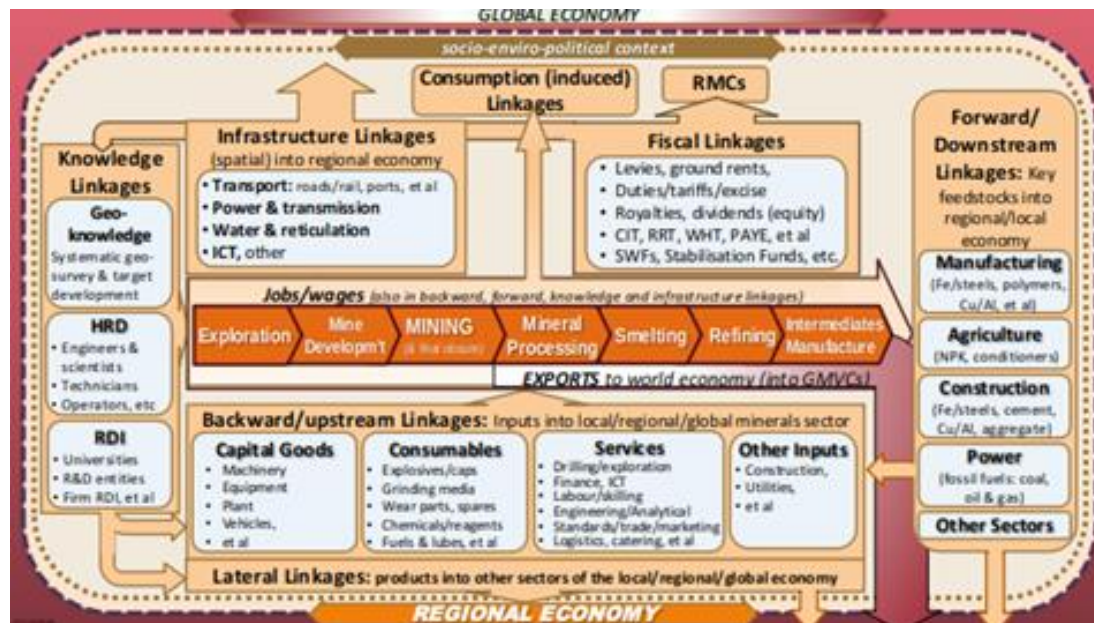 GLOBAL ECONOMY
socio-enviro-political context
Consumption (induced)
Linkages
RMCs
Knowledge
Linkages
Geo-
knowledge
Systematic geo-
survey & target
development
HRD
• Engineers &
scientists
• Technicians
• Operators, etc
RDI
• Universities
• R&D entities
• Firm RDI, et al
Infrastructure Linkages
(spatial) into regional economy
• Transport: roads/rail, ports, et al
• Power & transmission
• Water & reticulation
• ICT, other
Fiscal Linkages
• Levies, ground rents,
• Duties/tariffs/excise
• Royalties, dividends (equity)
• CIT, RRT, WHT, PAYE, et al
• SWFs, Stabilisation Funds, etc.
Forward/
Downstream
Linkages: Key
feedstocks into
regional/local
economy
Manufacturing
(Fe/steels, polymers,
Cu/Al, et al)
Agriculture
(NPK, conditioners)
Construction
(Fe/steels, cement,
Cu/Al, aggregate)
Power
(fossil fuels: coal,
oil & gas)
Other Sectors
Jobs/wages (also in backward, forward, knowledge and infrastructure linkages)
Exploration
Mine
Developm't
MINING
Mineral
Processing
Smelting
Refining
Intermediates
Manufacture
EXPORTS to world economy (into GMVCs)
Backward/upstream Linkages: Inputs into local/regional/global minerals sector
Capital Goods
• Machinery
• Equipment
• Plant
• Vehicles,
• et al
Consumables
• Explosives/caps
• Grinding media
• Wear parts, spares
• Chemicals/reagents
• Fuels & lubes, et al
Services
• Drilling/exploration
• Finance, ICT
• Labour/skilling
• Engineering/Analytical
• Standards/trade/marketing
• Logistics, catering, et al
Other Inputs
• Construction,
• Utilities,
• et al
Lateral Linkages: products into other sectors of the local/regional/global economy
REGIONAL ECONOMY